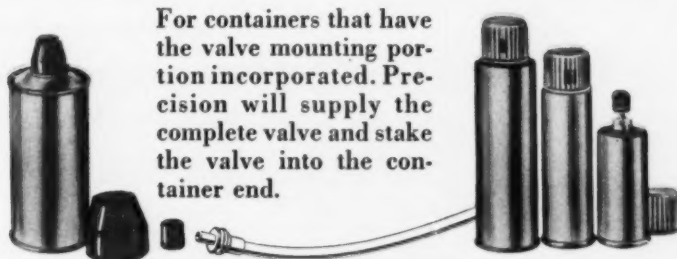 For containers that have
the valve mounting por-
tion incorporated. Pre-
cision will supply the
complete valve and stake
the valve into the con-
tainer end.